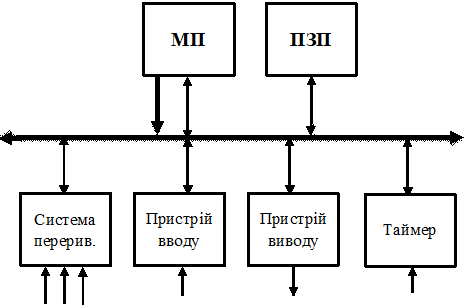 МП
ПЗП
Система
перерив.
Пристрій
вводу
Пристрій
виводу
Таймер